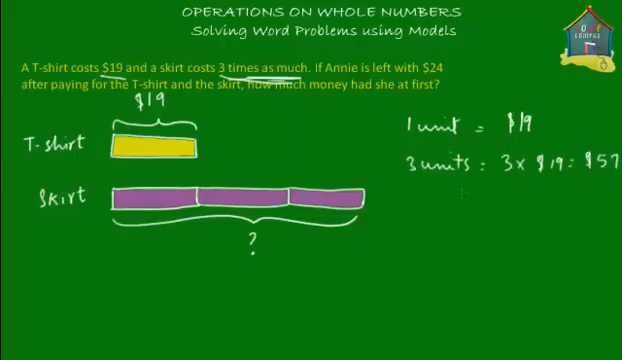 OPERATIONS ON WHOLE NUMBERS
Solving Word Problems using Models
ONE
CAMPUS
A T-shirt costs $19 and a skirt costs 3 times as much. If Annie is left with $24
after paying for the T-shirt and the skirt, how much money had she at first?
$19
T-shirt
1 unit = $19
3 units = 3 x $19 = $57
Skirt
?